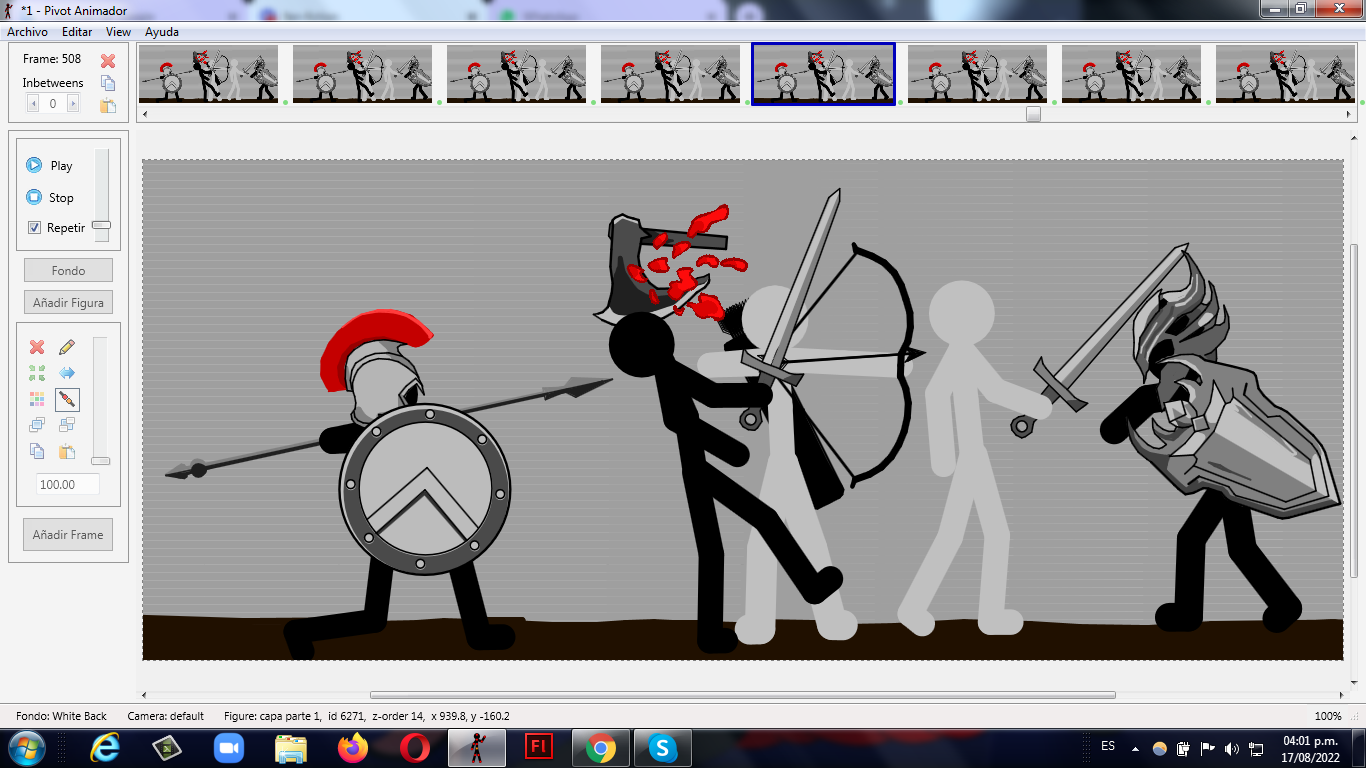 *1 - Pivot Animador
Archivo Editar View Ayuda
Frame: 508
Inbetweens
0
Play
Stop
Repetir
Fondo
Añadir Figura
100.00
Añadir Frame
Fondo: White Back Camera: default Figure: capa parte 1, id 6271, z-order 14, x 939.8, y -160.2 100%
FI
ES
04:01 p.m.
17/08/2022